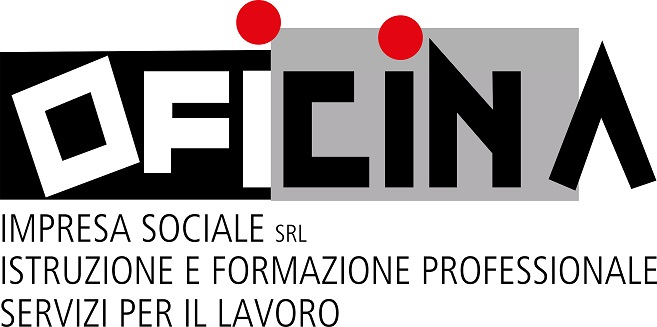 OFiCiNA
IMPRESA SOCIALE SRL
ISTRUZIONE E FORMAZIONE PROFESSIONALE
SERVIZI PER IL LAVORO